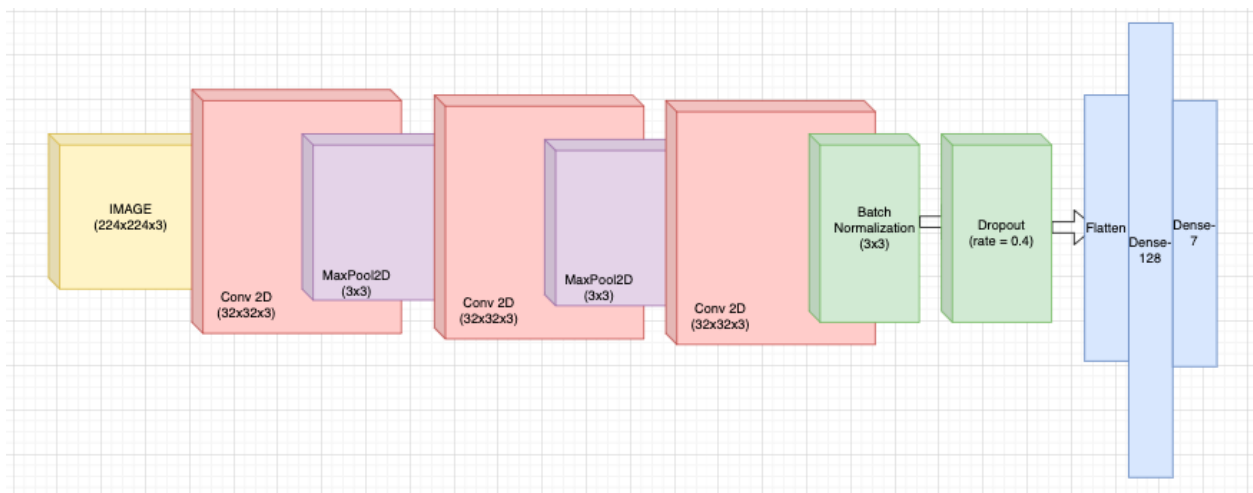 IMAGE
(224x224x3)
Conv 2D
(32x32x3)
MaxPool2D
(3x3)
Conv 2D
(32x32x3)
MaxPool2D
(3x3)
Conv 2D
(32x32x3)
Batch
Normalization
(3x3)
Dropout
(rate = 0.4)
Flatten
Dense-
128
Dense-
7